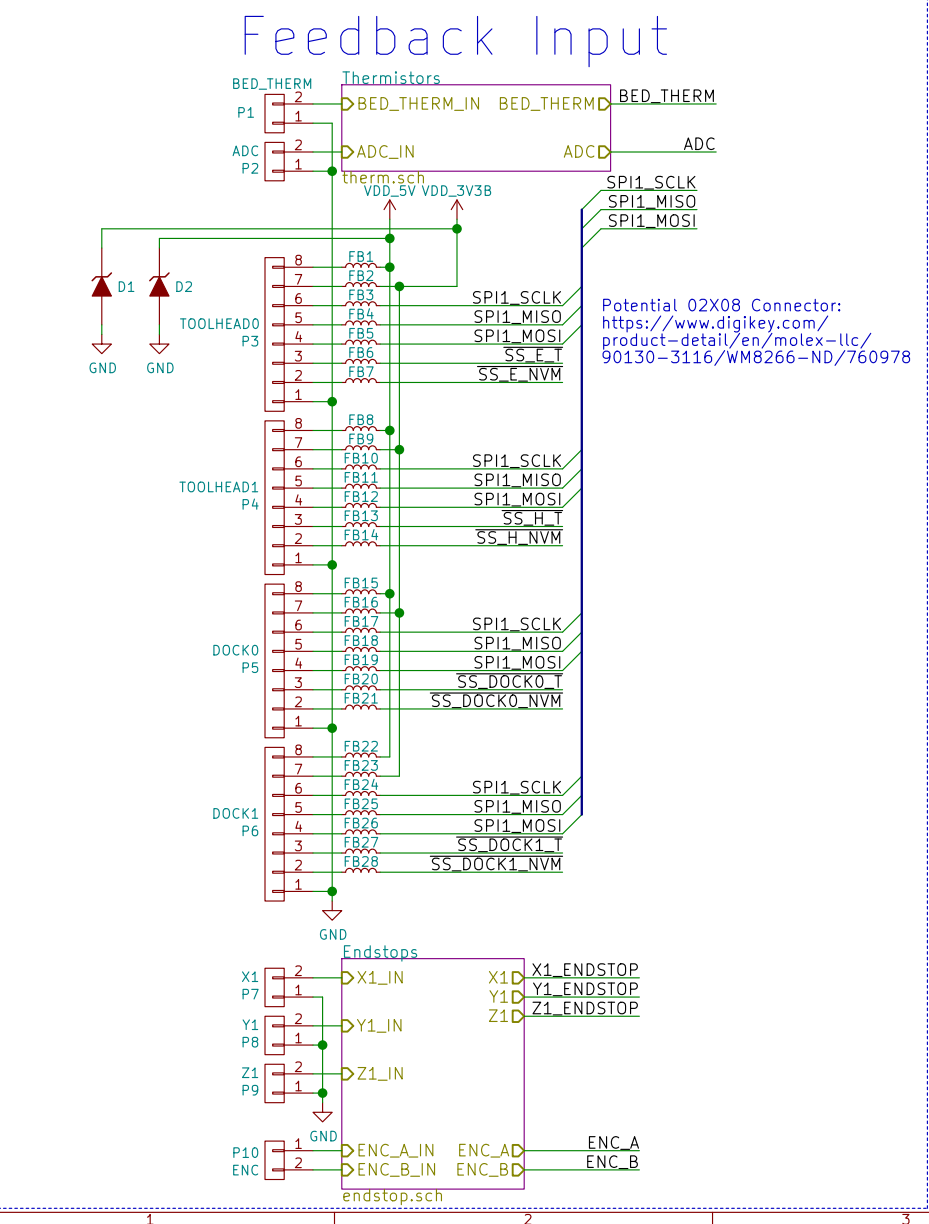 Feedback Input
BED_THERM
P1
2
1
ADC
P2
2
1
Thermistors
BED_THERM_IN
BED_THERM
ADC_IN
ADC
therm.sch
BED_THERM
ADC
VDD_5V
VDD_3V3B
SPI1_SCLK
SPI1_MISO
SPI1_MOSI
D1
D2
GND
GND
TOOLHEAD0
P3
8
FB1
7
FB2
6
FB3
SPI1_SCLK
5
FB4
SPI1_MISO
4
FB5
SPI1_MOSI
3
FB6
SS_E_T
2
FB7
SS_E_NVM
1
Potential 02X08 Connector:
https://www.digikey.com/
product-detail/en/molex-llc/
90130-3116/WM8266-ND/760978
TOOLHEAD1
P4
8
FB8
7
FB9
6
FB10
SPI1_SCLK
5
FB11
SPI1_MISO
4
FB12
SPI1_MOSI
3
FB13
SS_H_T
2
FB14
SS_H_NVM
1
DOCK0
P5
8
FB15
7
FB16
6
FB17
SPI1_SCLK
5
FB18
SPI1_MISO
4
FB19
SPI1_MOSI
3
FB20
SS_DOCK0_T
2
FB21
SS_DOCK0_NVM
1
DOCK1
P6
8
FB22
7
FB23
6
FB24
SPI1_SCLK
5
FB25
SPI1_MISO
4
FB26
SPI1_MOSI
3
FB27
SS_DOCK1_T
2
FB28
SS_DOCK1_NVM
1
GND
Endstops
X1
P7
2
1
X1_IN
X1
X1_ENDSTOP
Y1
Y1_ENDSTOP
Z1
Z1_ENDSTOP
Y1
P8
2
1
Y1_IN
Z1
P9
2
1
Z1_IN
GND
P10
ENC
1
2
ENC_A_IN
ENC_A
ENC_A
ENC_B_IN
ENC_B
ENC_B
endstop.sch
1
2
3